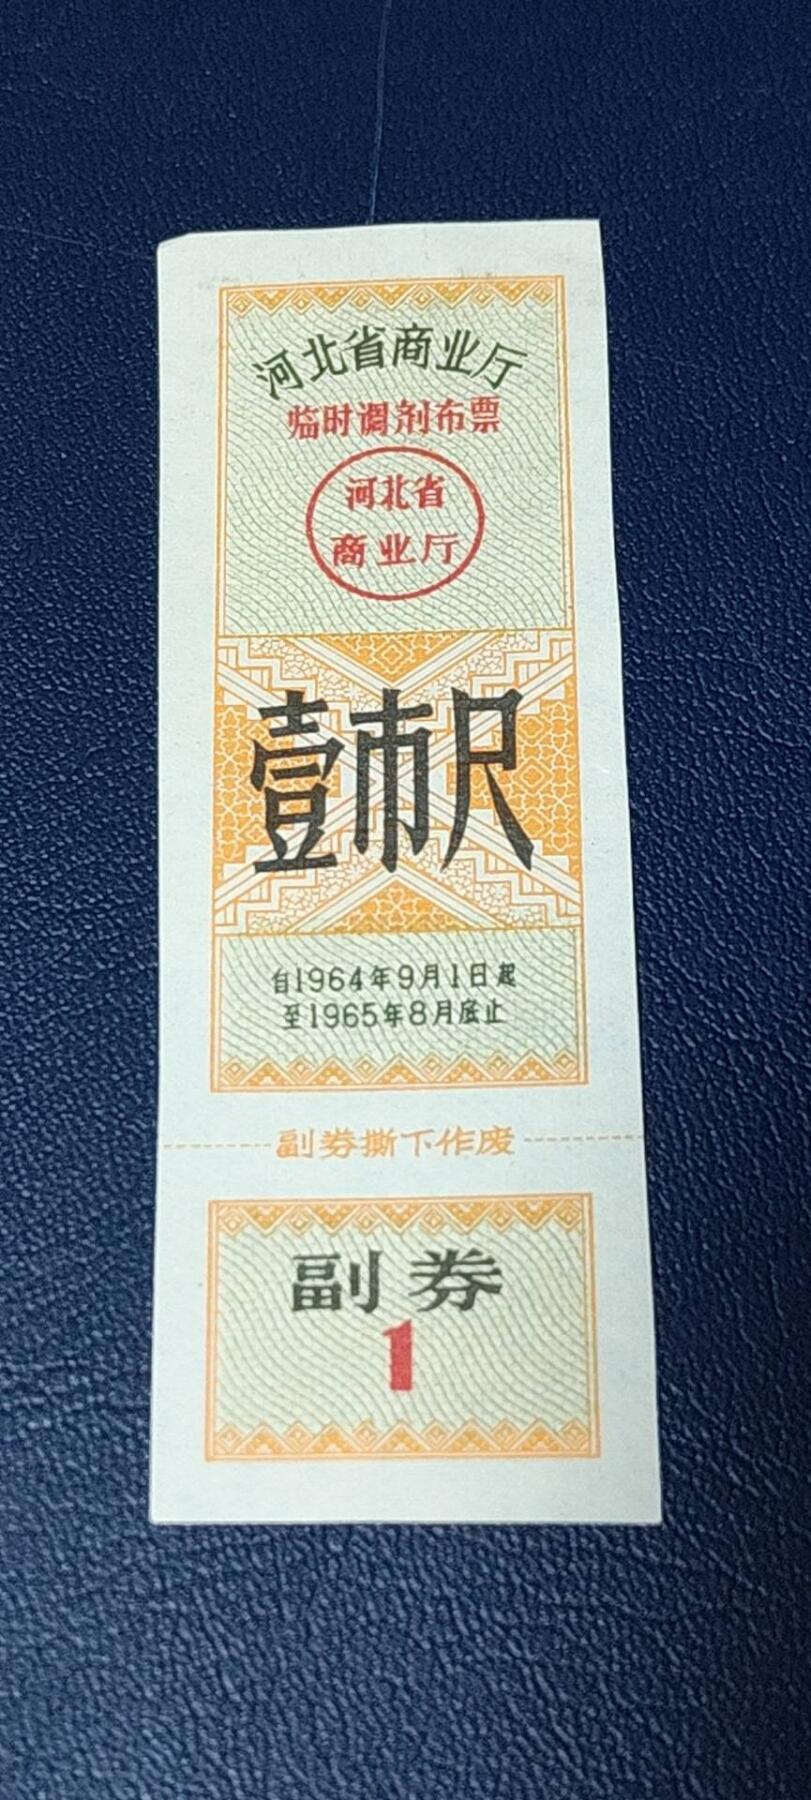 河北省商业厅
临时调剂布票
河北省
商业厅
壹市尺
自1964年9月1日起
至1965年8月底止
副券撕下作废
副券
1